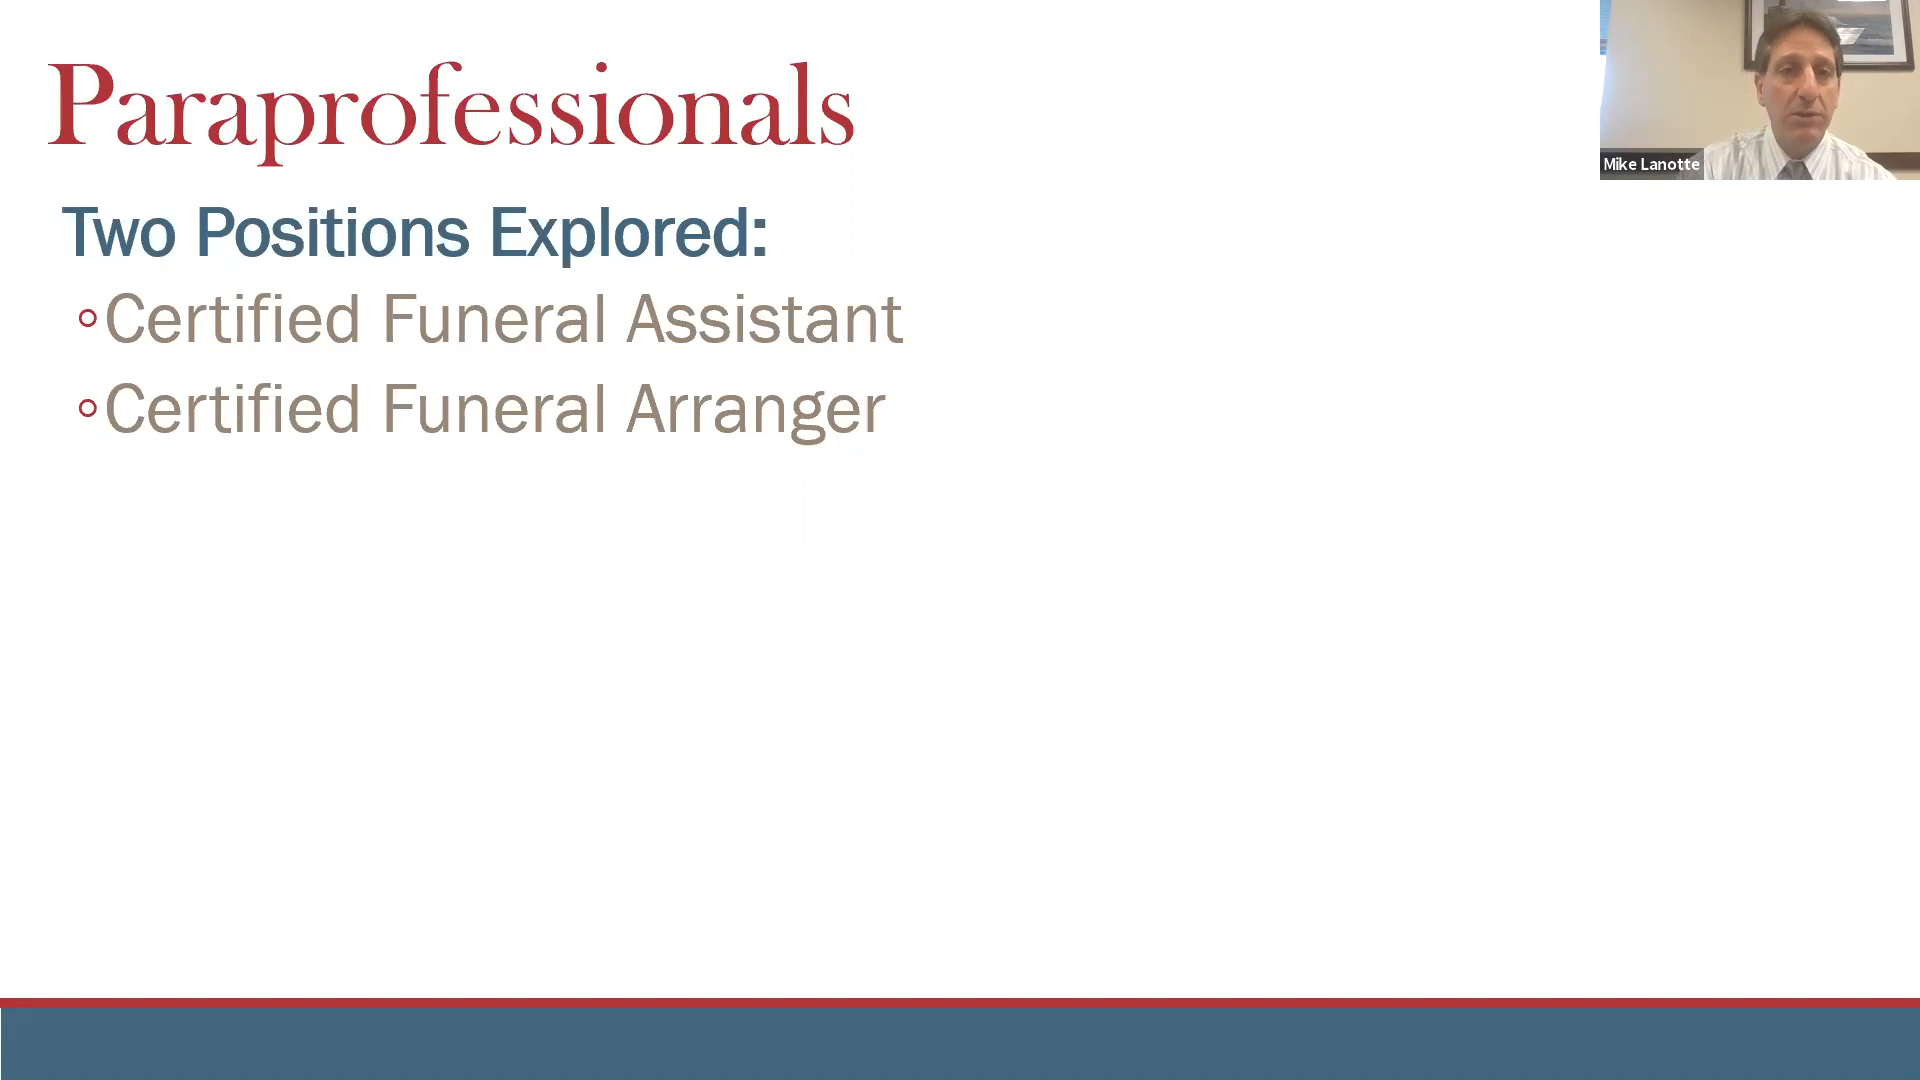 Paraprofessionals
Mike Lanotte
Two Positions Explored:
Certified Funeral Assistant
Certified Funeral Arranger